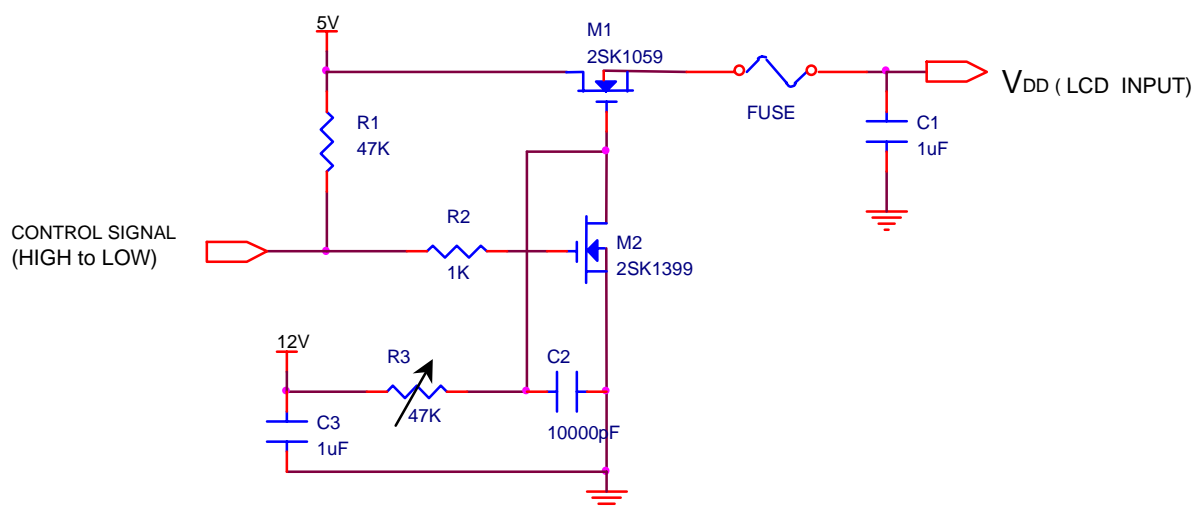 5V
M1
2SK1059
R1
47K
FUSE
VDD ( LCD INPUT)
C1
1uF
CONTROL SIGNAL
(HIGH to LOW)
R2
1K
M2
2SK1399
12V
R3
47K
C2
10000pF
C3
1uF